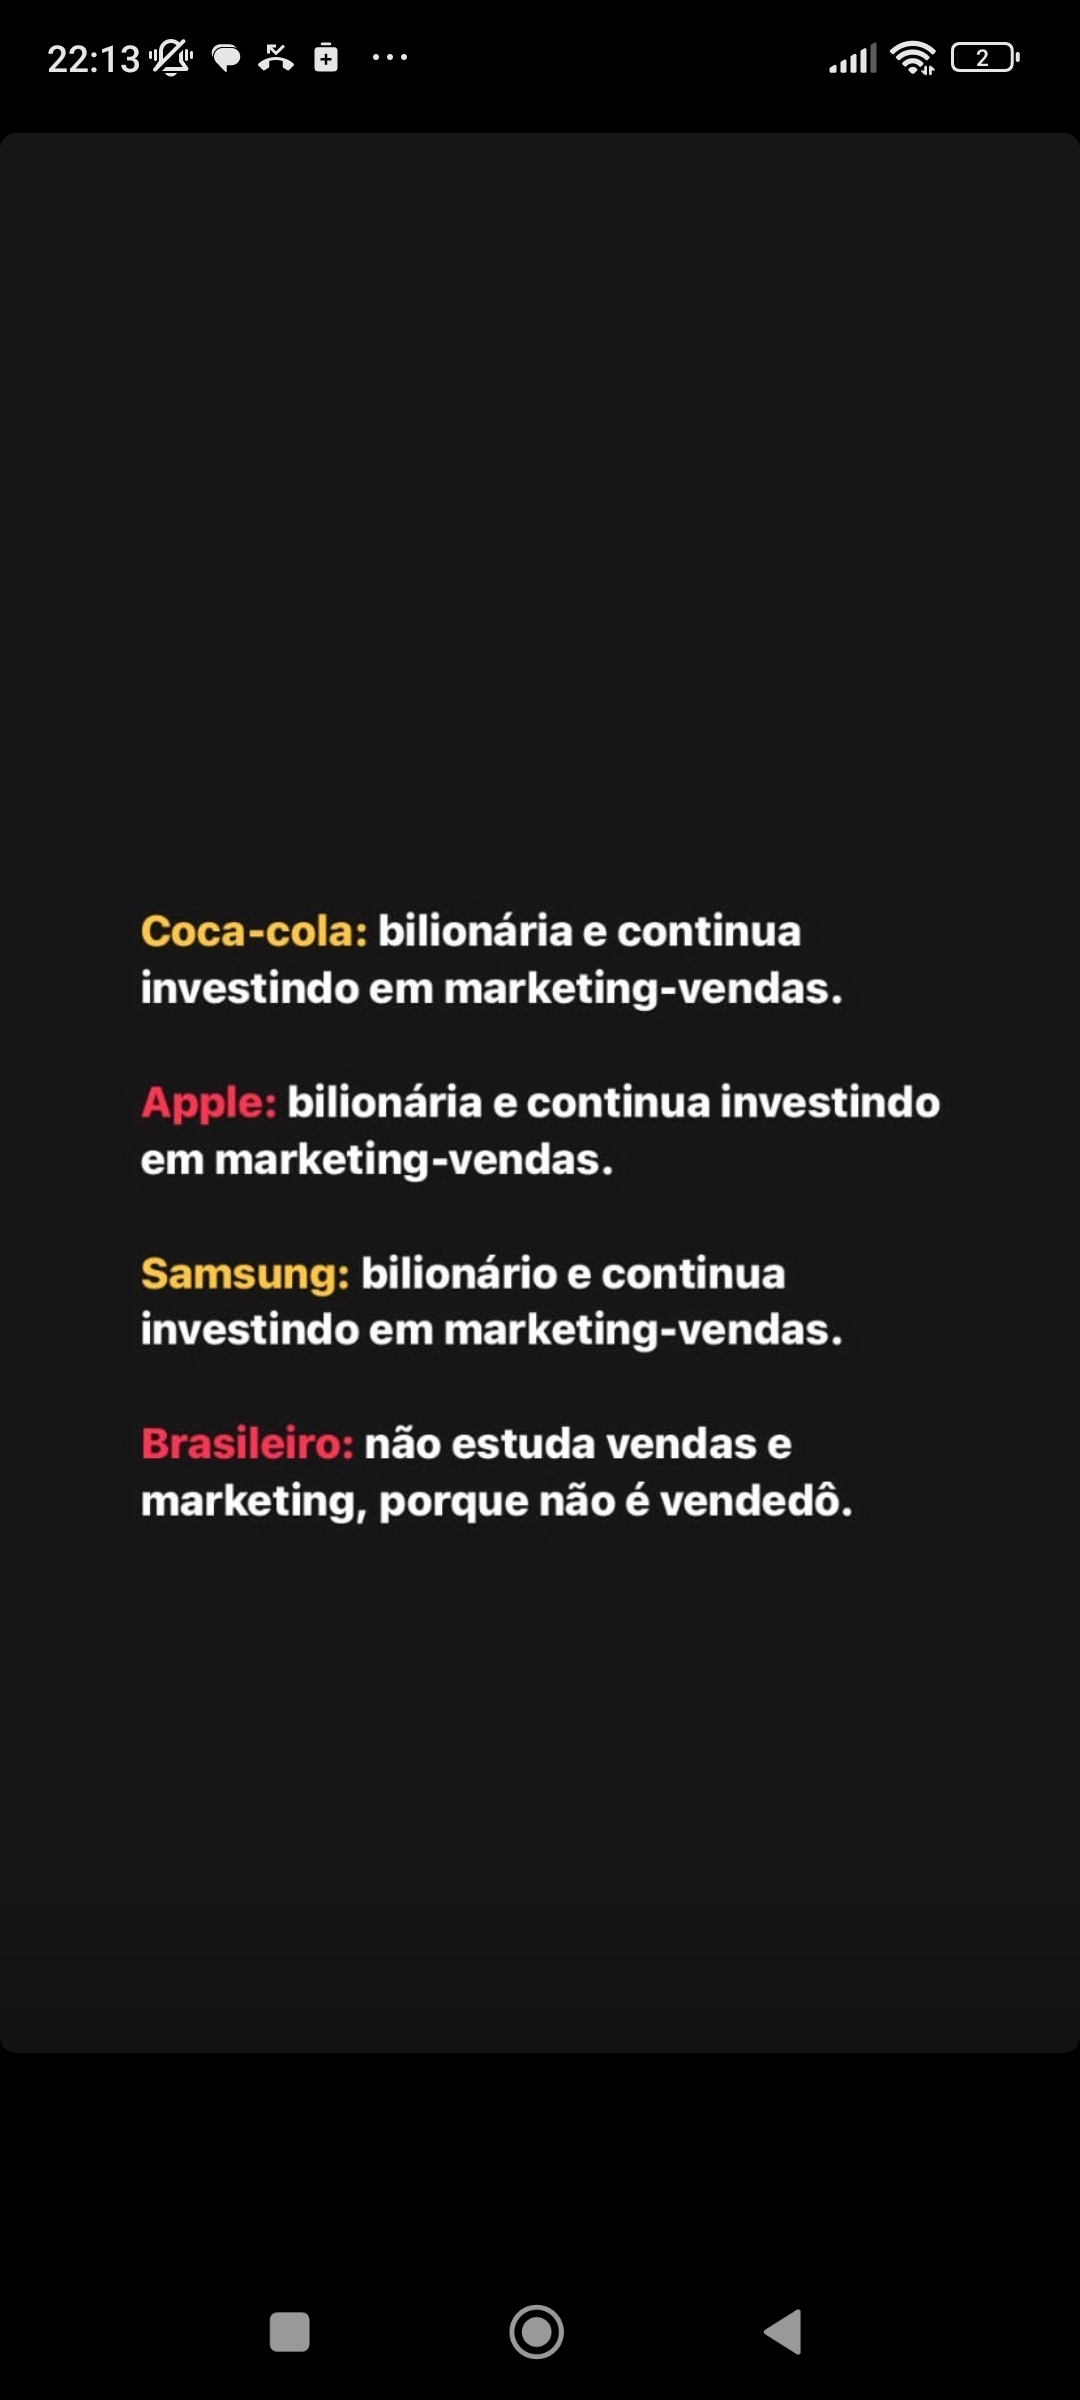 22:13
2
Coca-cola: bilionária e continua
investindo em marketing-vendas.
Apple: bilionária e continua investindo
em marketing-vendas.
Samsung: bilionário e continua
investindo em marketing-vendas.
Brasileiro: não estuda vendas e
marketing, porque não é vendedô.